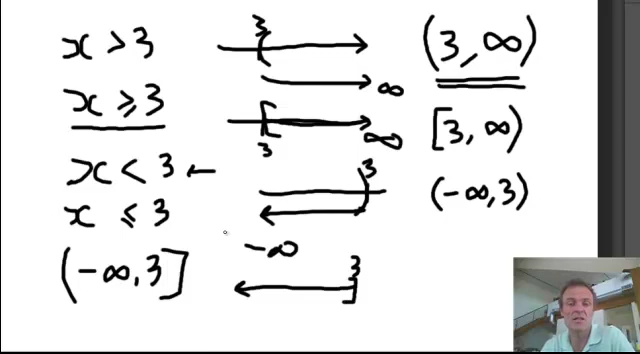 x > 3 3 (3, ∞)
∞
x ≥ 3 3 ∞ [3, ∞)
x < 3 ← 3 (-∞, 3)
x ≤ 3
-∞
(-∞, 3] 3